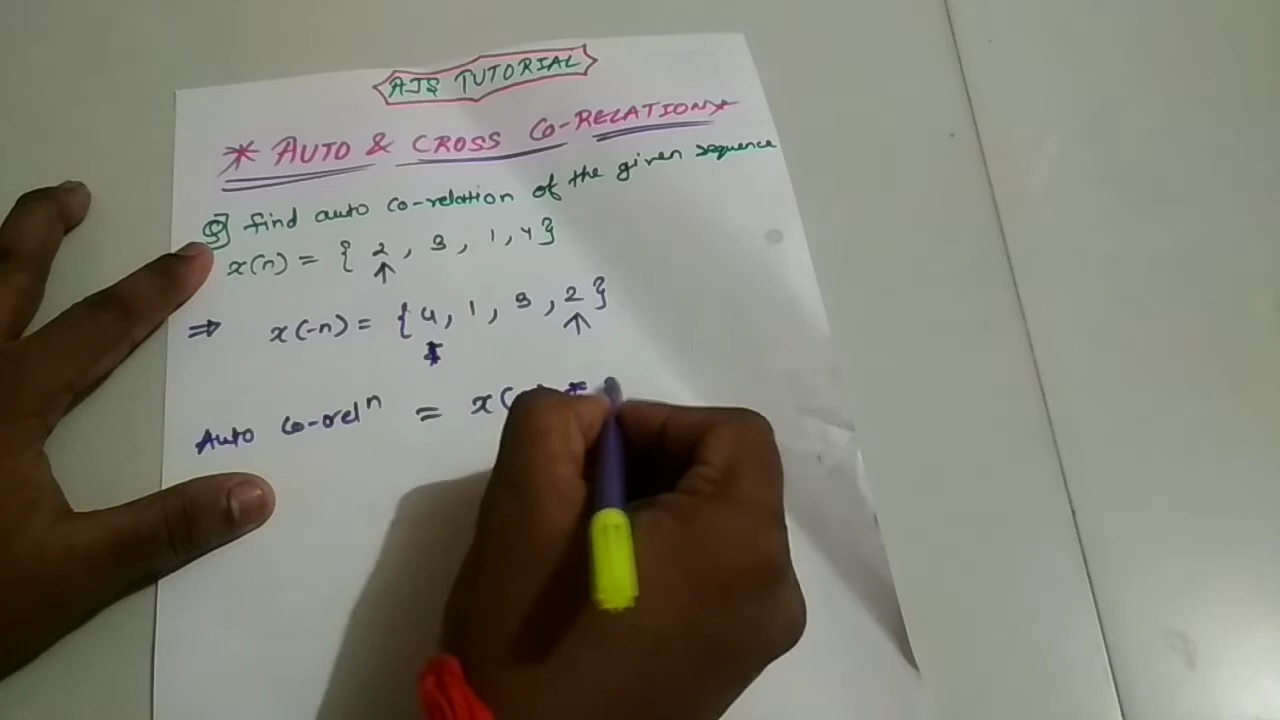 AJS TUTORIAL
* AUTO & CROSS CO-RELATION *
Q] find auto co-relation of the given sequence
x(n) = { 2 , 3 , 1 , 4 }
↑
⇒ x(-n) = { 4 , 1 , 3 , 2 }
↑
Auto co-relⁿ = x( *